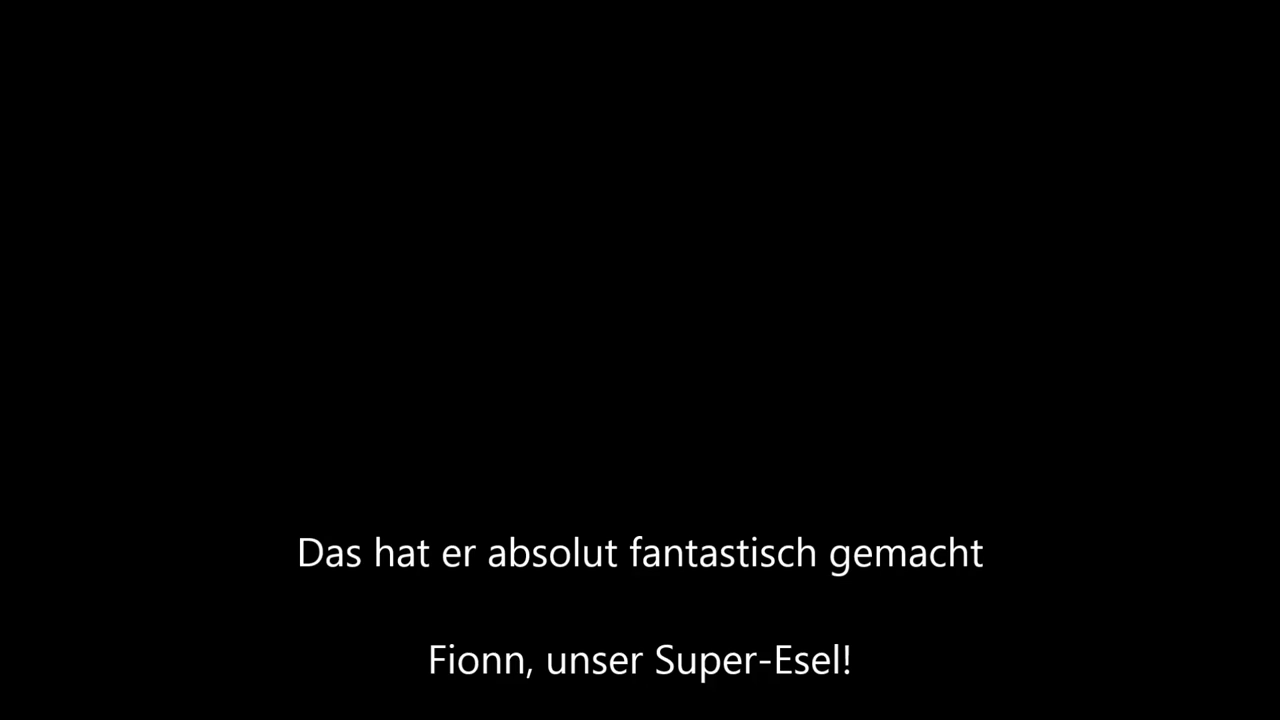 Das hat er absolut fantastisch gemacht
Fionn, unser Super-Esel!